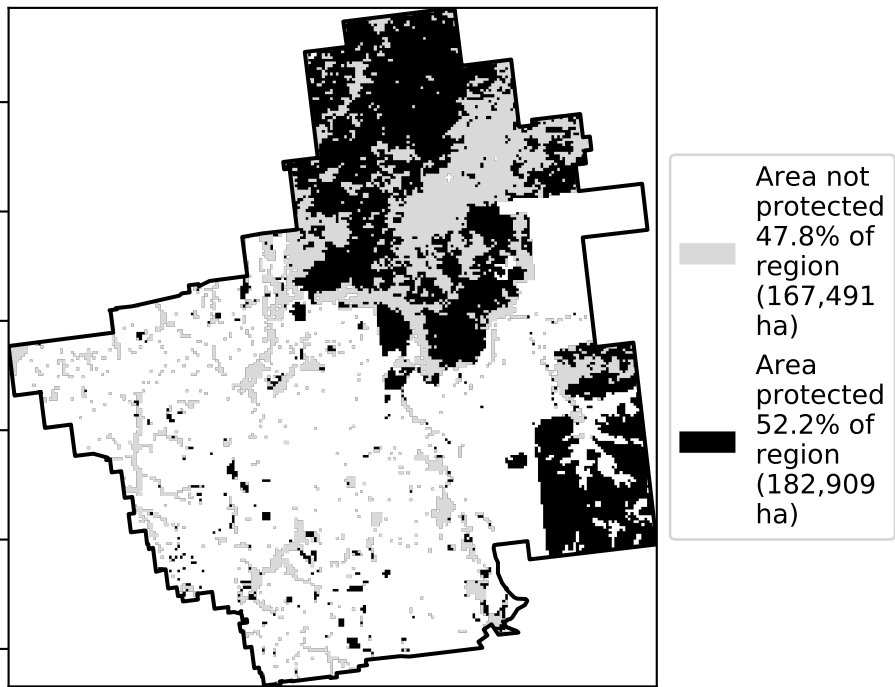 Area not
protected
47.8% of
region
(167,491
ha)
Area
protected
52.2% of
region
(182,909
ha)